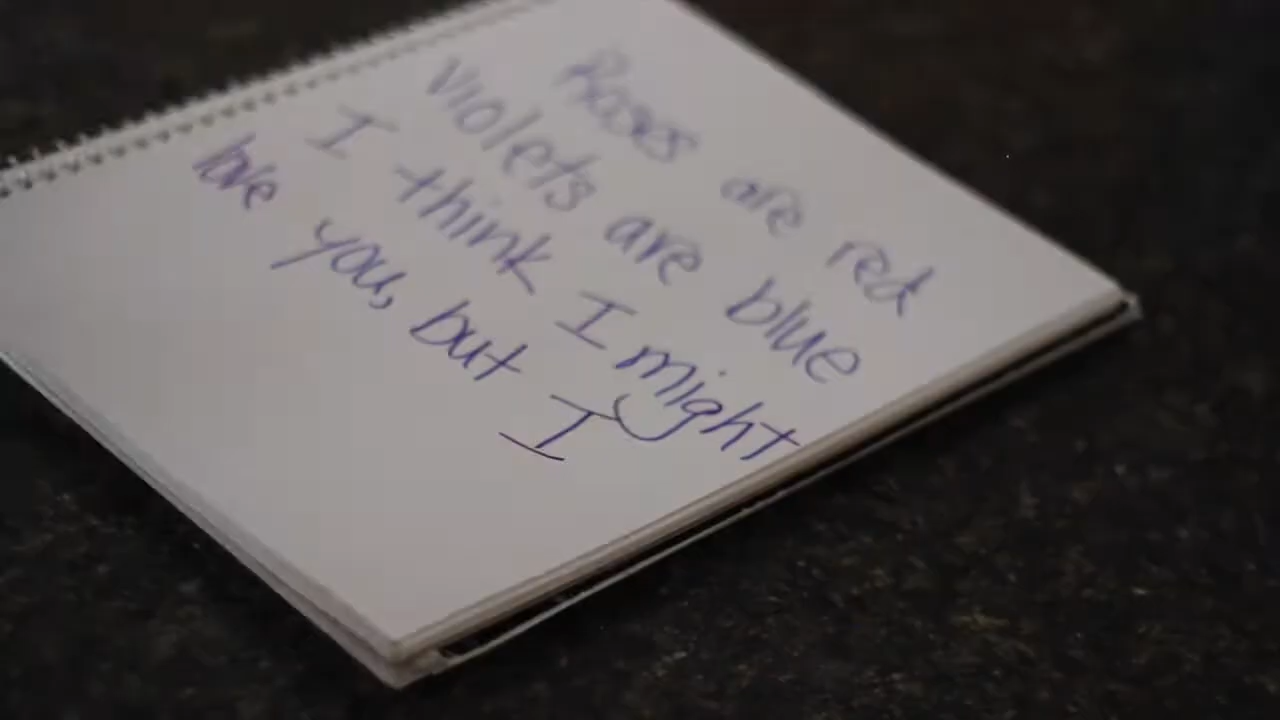 Roses are red
violets are blue
I think I might
love you, but I